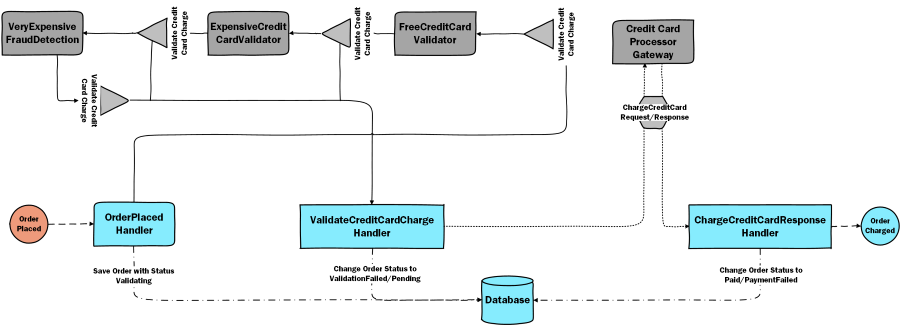 VeryExpensive
FraudDetection
Validate Credit
Card Charge
ExpensiveCredit
CardValidator
Validate Credit
Card Charge
FreeCreditCard
Validator
Validate Credit
Card Charge
Credit Card
Processor
Gateway
Validate Credit
Card Charge
ChargeCreditCard
Request/Response
Order
Placed
OrderPlaced
Handler
ValidateCreditCardCharge
Handler
ChargeCreditCardResponse
Handler
Order
Charged
Save Order with Status
Validating
Change Order Status to
ValidationFailed/Pending
Change Order Status to
Paid/PaymentFailed
Database